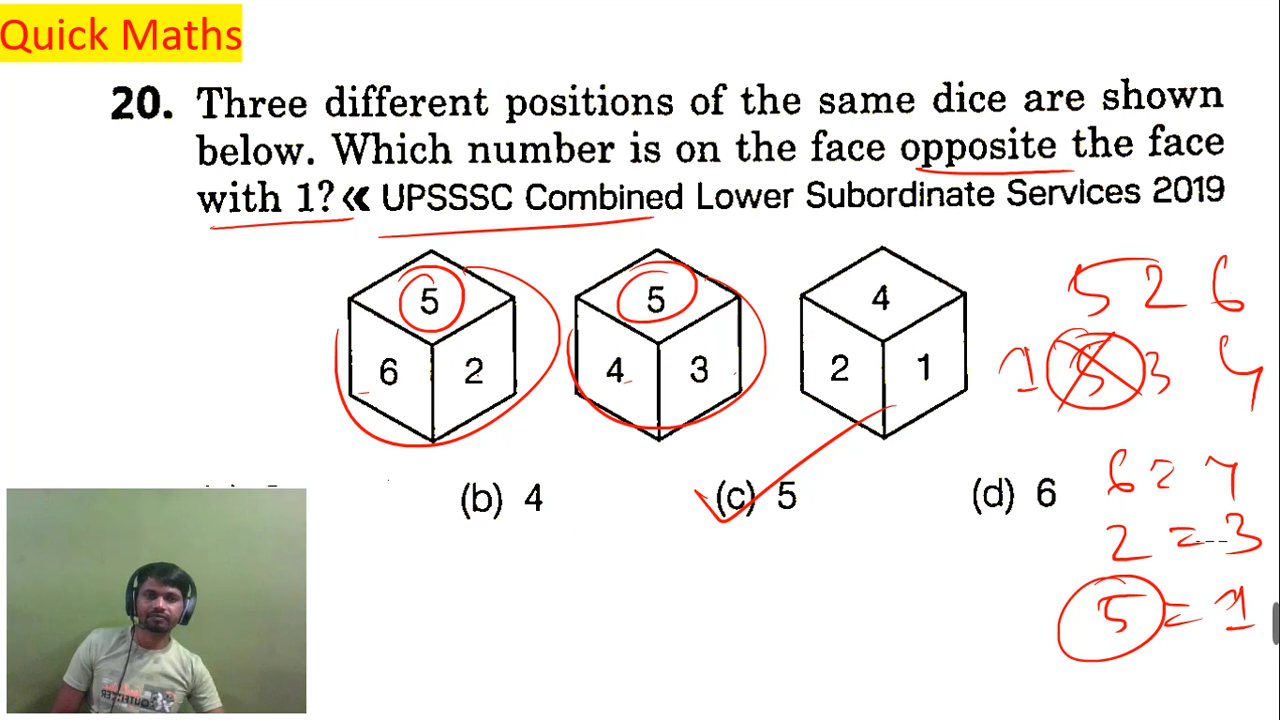 Quick Maths
20. Three different positions of the same dice are shown
below. Which number is on the face opposite the face
with 1? « UPSSSC Combined Lower Subordinate Services 2019
5 6 2
5 4 3
4 2 1
(b) 4 (c) 5 (d) 6
5 2 6
1 5 3 4
6 = 4
2 = 3
5 = 1